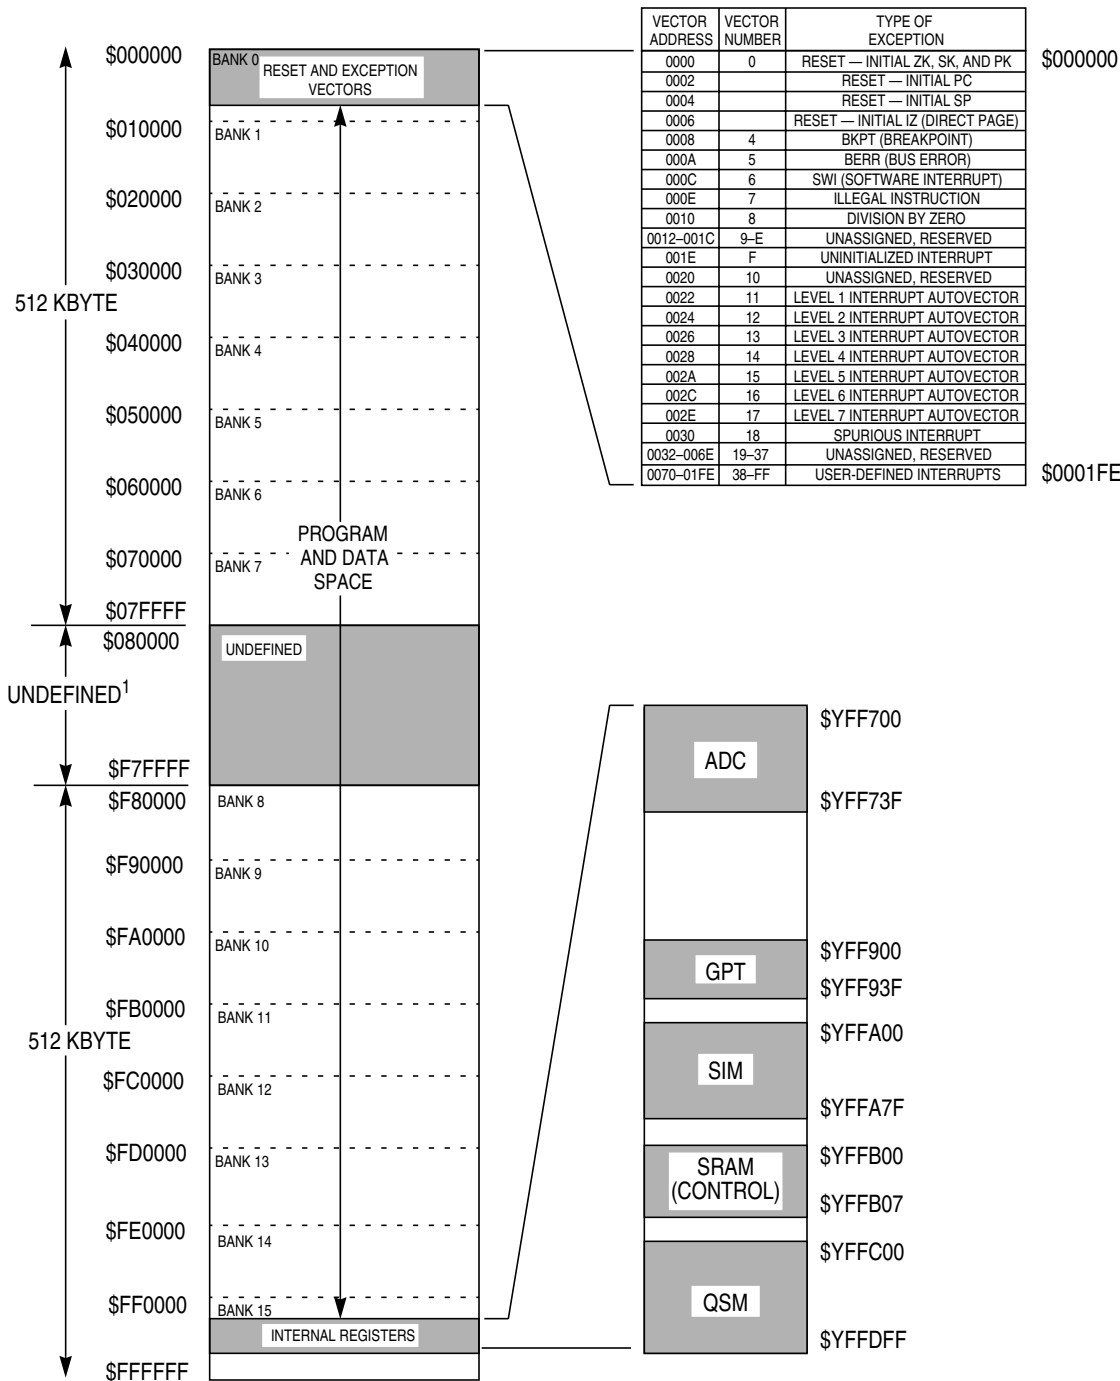 VECTOR ADDRESS VECTOR NUMBER TYPE OF EXCEPTION
0000 0 RESET — INITIAL ZK, SK, AND PK
0002 RESET — INITIAL PC
0004 RESET — INITIAL SP
0006 RESET — INITIAL IZ (DIRECT PAGE)
0008 4 BKPT (BREAKPOINT)
000A 5 BERR (BUS ERROR)
000C 6 SWI (SOFTWARE INTERRUPT)
000E 7 ILLEGAL INSTRUCTION
0010 8 DIVISION BY ZERO
0012–001C 9–E UNASSIGNED, RESERVED
001E F UNINITIALIZED INTERRUPT
0020 10 UNASSIGNED, RESERVED
0022 11 LEVEL 1 INTERRUPT AUTOVECTOR
0024 12 LEVEL 2 INTERRUPT AUTOVECTOR
0026 13 LEVEL 3 INTERRUPT AUTOVECTOR
0028 14 LEVEL 4 INTERRUPT AUTOVECTOR
002A 15 LEVEL 5 INTERRUPT AUTOVECTOR
002C 16 LEVEL 6 INTERRUPT AUTOVECTOR
002E 17 LEVEL 7 INTERRUPT AUTOVECTOR
0030 18 SPURIOUS INTERRUPT
0032–006E 19–37 UNASSIGNED, RESERVED
0070–01FE 38–FF USER-DEFINED INTERRUPTS
$000000
$0001FE
$000000
BANK 0
RESET AND EXCEPTION
VECTORS
$010000
BANK 1
$020000
BANK 2
$030000
BANK 3
512 KBYTE
$040000
BANK 4
$050000
BANK 5
$060000
BANK 6
PROGRAM
AND DATA
SPACE
$070000
BANK 7
$07FFFF
$080000
UNDEFINED
UNDEFINED1
$F7FFFF
$F80000
BANK 8
$F90000
BANK 9
$FA0000
BANK 10
$FB0000
BANK 11
512 KBYTE
$FC0000
BANK 12
$FD0000
BANK 13
$FE0000
BANK 14
$FF0000
BANK 15
INTERNAL REGISTERS
$FFFFFF
$YFF700
ADC
$YFF73F
$YFF900
GPT
$YFF93F
$YFFA00
SIM
$YFFA7F
$YFFB00
SRAM
(CONTROL)
$YFFB07
$YFFC00
QSM
$YFFDFF